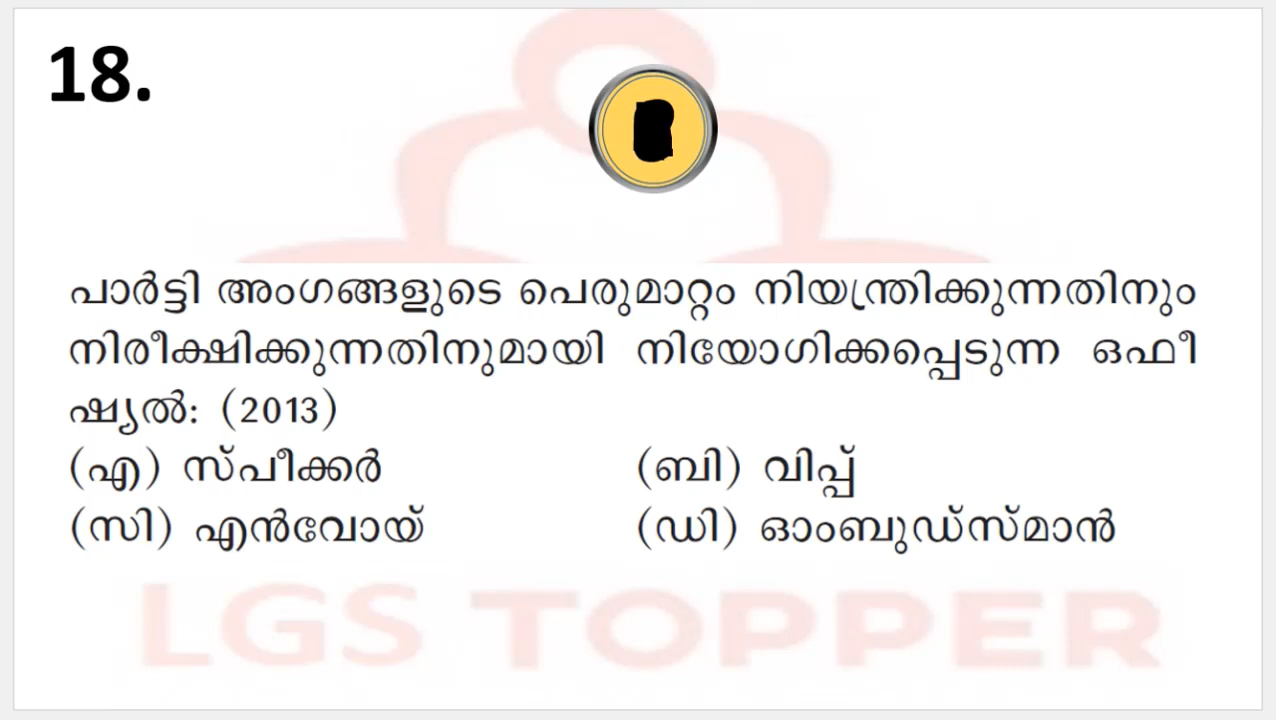 18.
പാർട്ടി അംഗങ്ങളുടെ പെരുമാറ്റം നിയന്ത്രിക്കുന്നതിനും
നിരീക്ഷിക്കുന്നതിനുമായി നിയോഗിക്കപ്പെടുന്ന ഒഫീ
ഷ്യൽ: (2013)
(എ) സ്പീക്കർ (ബി) വിപ്പ്
(സി) എൻവോയ് (ഡി) ഓംബുഡ്സ്മാൻ
LGS TOPPER